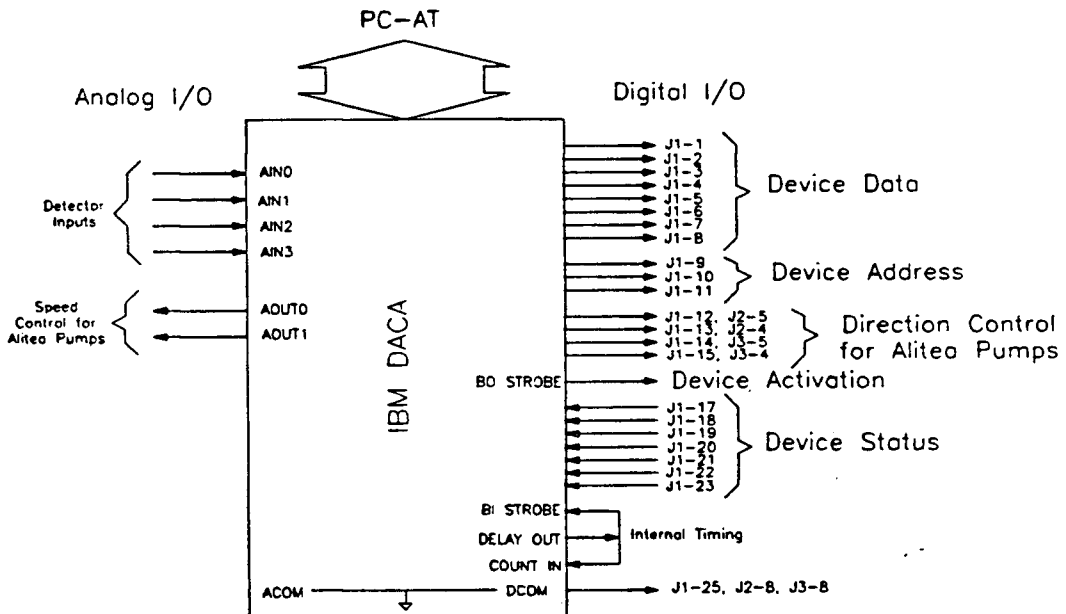 PC-AT
Analog I/O
Digital I/O
Detector
Inputs
AIN0
AIN1
AIN2
AIN3
Speed
Control for
Alitea Pumps
AOUT0
AOUT1
IBM DACA
J1-1
J1-2
J1-3
J1-4
J1-5
J1-6
J1-7
J1-8
Device Data
J1-9
J1-10
J1-11
Device Address
J1-12, J2-5
J1-13, J2-4
J1-14, J3-5
J1-15, J3-4
Direction Control
for Alitea Pumps
BO STROBE
Device Activation
J1-17
J1-18
J1-19
J1-20
J1-21
J1-22
J1-23
Device Status
BI STROBE
DELAY OUT
COUNT IN
Internal Timing
ACOM
DCOM
J1-25, J2-8, J3-8